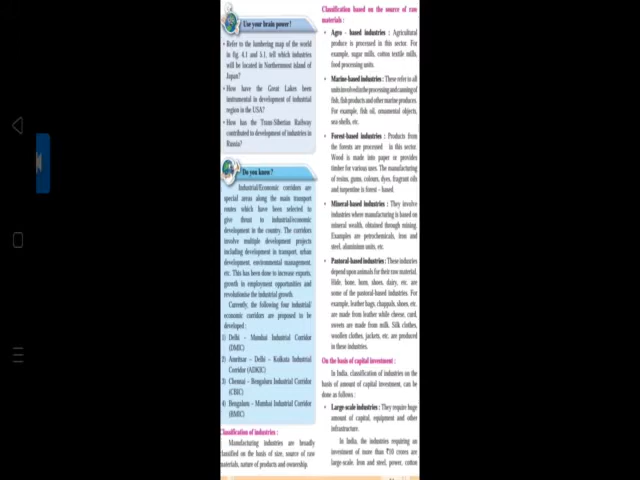 Use your brain power !
• Refer to the lumbering map of the world
in fig. 4.1 and 5.1, tell which industries
will be located in Northernmost island of
Japan?
• How have the Great Lakes been
instrumental in development of industrial
region in the USA?
• How has the Trans-Siberian Railway
contributed to development of industries in
Russia?
Do you know ?
Industrial/Economic corridors are
special areas along the main transport
routes which have been selected to
give thrust to industrial/economic
development in the country. The corridors
involve multiple development projects
including development in transport, urban
development, environmental management,
etc. This has been done to increase exports,
growth in employment opportunities and
revolutionise the industrial growth.
Currently, the following four industrial/
economic corridors are proposed to be
developed :
1) Delhi - Mumbai Industrial Corridor
(DMIC)
2) Amritsar - Delhi - Kolkata Industrial
Corridor (ADKIC)
3) Chennai - Bengaluru Industrial Corridor
(CBIC)
4) Bengaluru - Mumbai Industrial Corridor
(BMIC)
Classification of industries :
Manufacturing industries are broadly
classified on the basis of size, source of raw
materials, nature of products and ownership.
Classification based on the source of raw
materials :
• Agro - based industries : Agricultural
produce is processed in this sector. For
example, sugar mills, cotton textile mills,
food processing units.
• Marine-based industries : These refer to all
units involved in the processing and canning of
fish, fish products and other marine produces.
For example, fish oil, ornamental objects,
sea shells, etc.
• Forest-based industries : Products from
the forests are processed in this sector.
Wood is made into paper or provides
timber for various uses. The manufacturing
of resins, gums, colours, dyes, fragrant oils
and turpentine is forest - based
• Mineral-based industries : They involve
industries where manufacturing is based on
mineral wealth, obtained through mining.
Examples are petrochemicals, Iron and
steel, aluminium units, etc.
• Pastoral-based industries : These industries
depend upon animals for their raw material.
Hide, bone, horn, shoes, dairy, etc. are
some of the pastoral-based industries. For
example, leather bags, chappals, shoes, etc.
are made from leather while cheese, curd,
sweets are made from milk. Silk clothes,
woollen clothes, jackets, etc. are produced
in these industries.
On the basis of capital investment :
In India, classification of industries on the
basis of amount of capital investment, can be
done as follows :
• Large-scale industries : They require huge
amount of capital, equipment and other
infrastructure.
In India, the industries requiring an
investment of more than ₹10 crores are
large-scale. Iron and steel, power, cotton